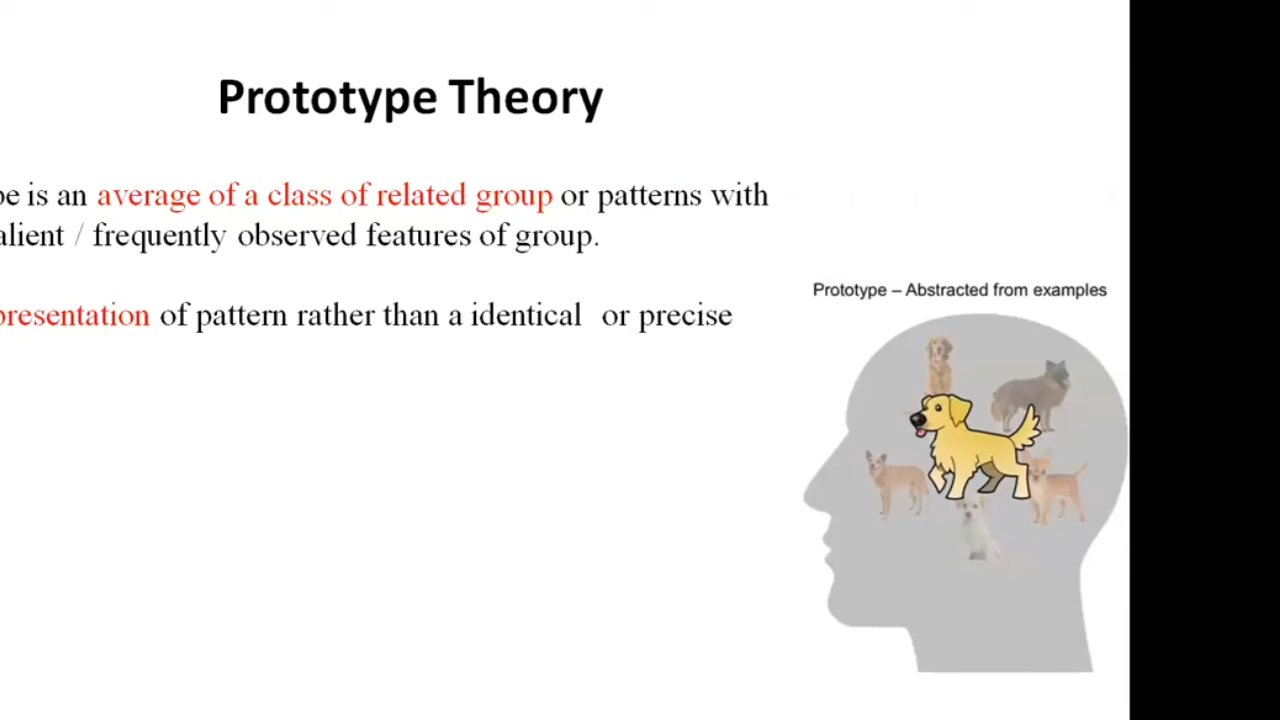 Prototype Theory
pe is an average of a class of related group or patterns with
alient / frequently observed features of group.
presentation of pattern rather than a identical or precise
Prototype – Abstracted from examples